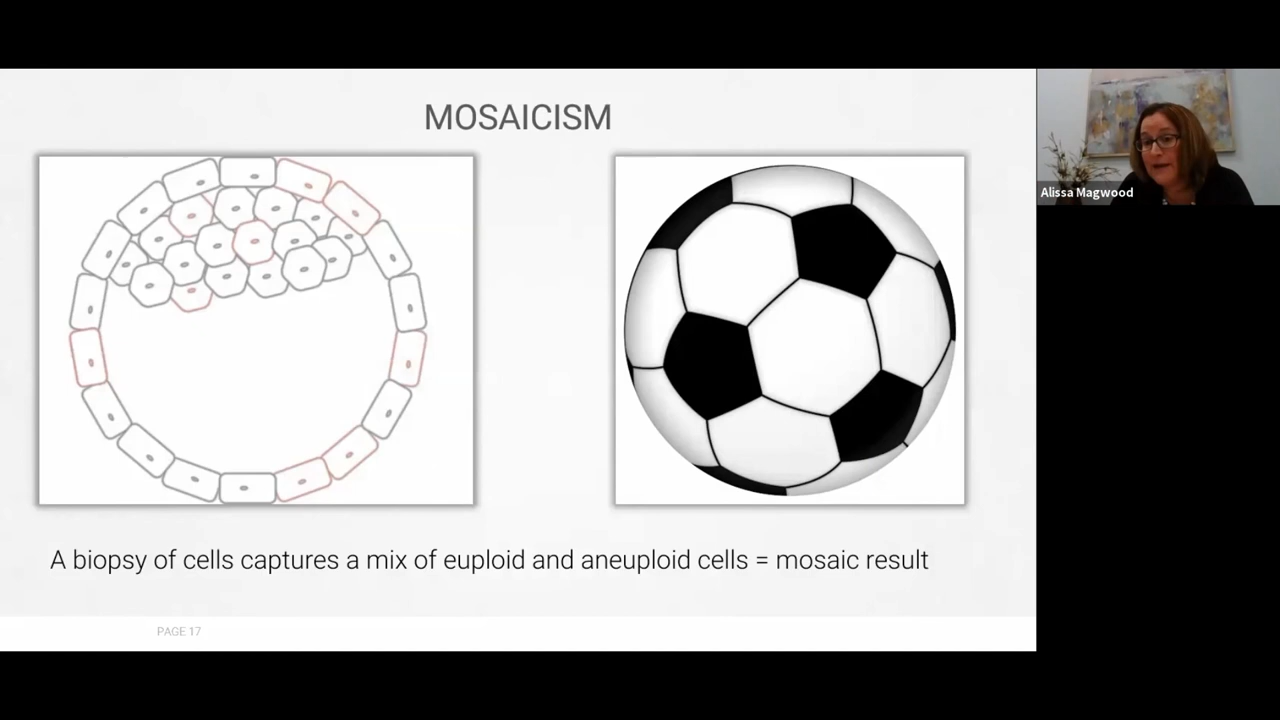 MOSAICISM
Alissa Magwood
A biopsy of cells captures a mix of euploid and aneuploid cells = mosaic result
PAGE 17